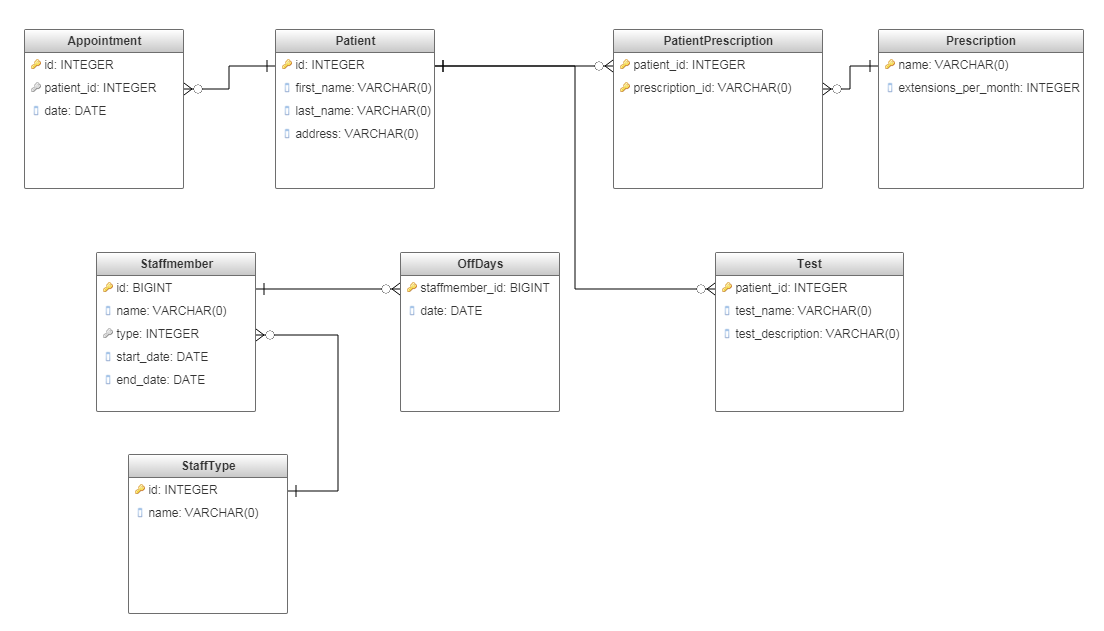 Appointment
id: INTEGER
patient_id: INTEGER
date: DATE
Patient
id: INTEGER
first_name: VARCHAR(0)
last_name: VARCHAR(0)
address: VARCHAR(0)
PatientPrescription
patient_id: INTEGER
prescription_id: VARCHAR(0)
Prescription
name: VARCHAR(0)
extensions_per_month: INTEGER
Staffmember
id: BIGINT
name: VARCHAR(0)
type: INTEGER
start_date: DATE
end_date: DATE
OffDays
staffmember_id: BIGINT
date: DATE
Test
patient_id: INTEGER
test_name: VARCHAR(0)
test_description: VARCHAR(0)
StaffType
id: INTEGER
name: VARCHAR(0)